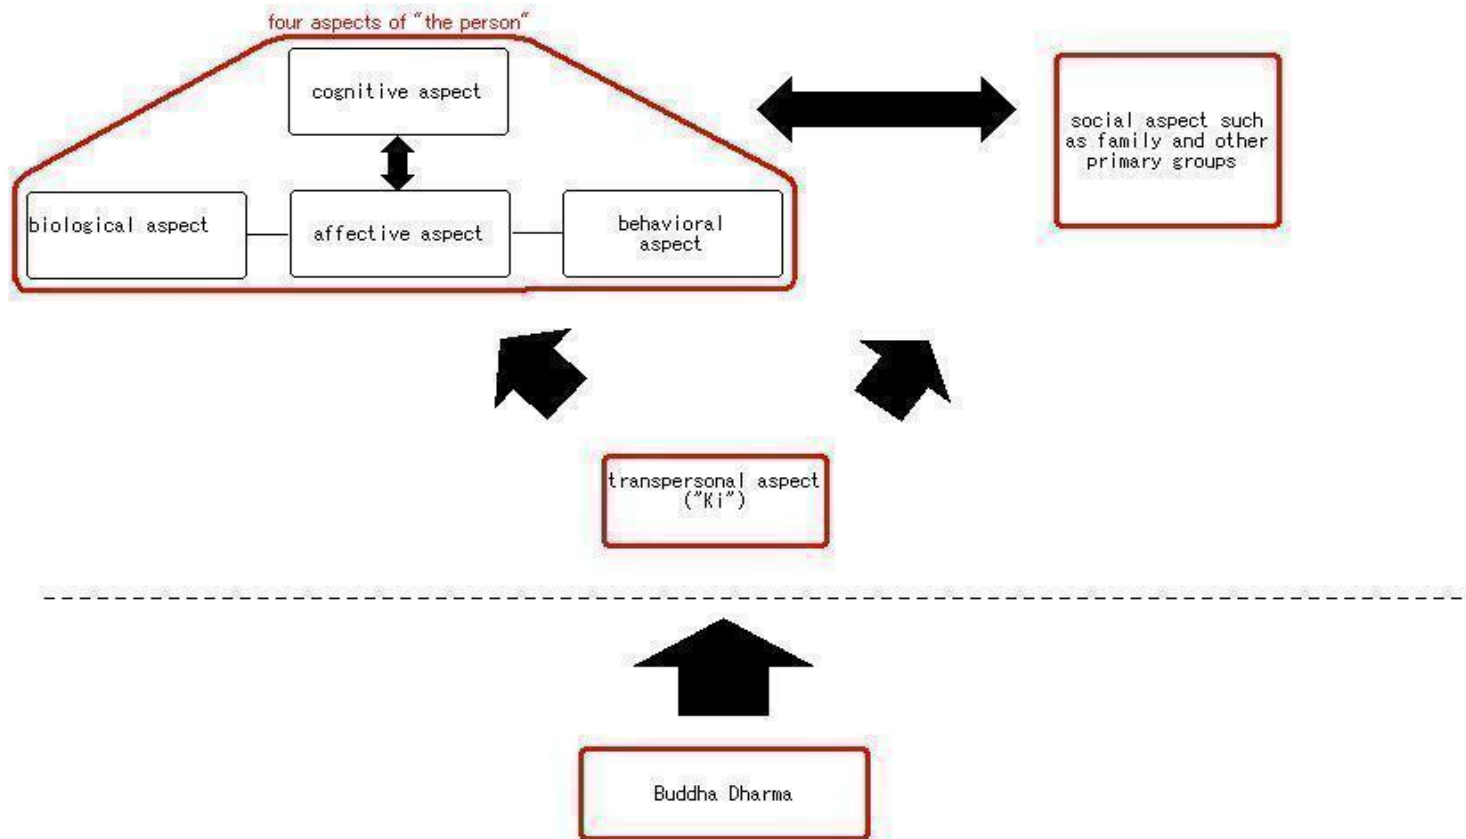 four aspects of "the person"
cognitive aspect
social aspect such
as family and other
primary groups
biological aspect
affective aspect
behavioral
aspect
transpersonal aspect
("Ki")
Buddha Dharma